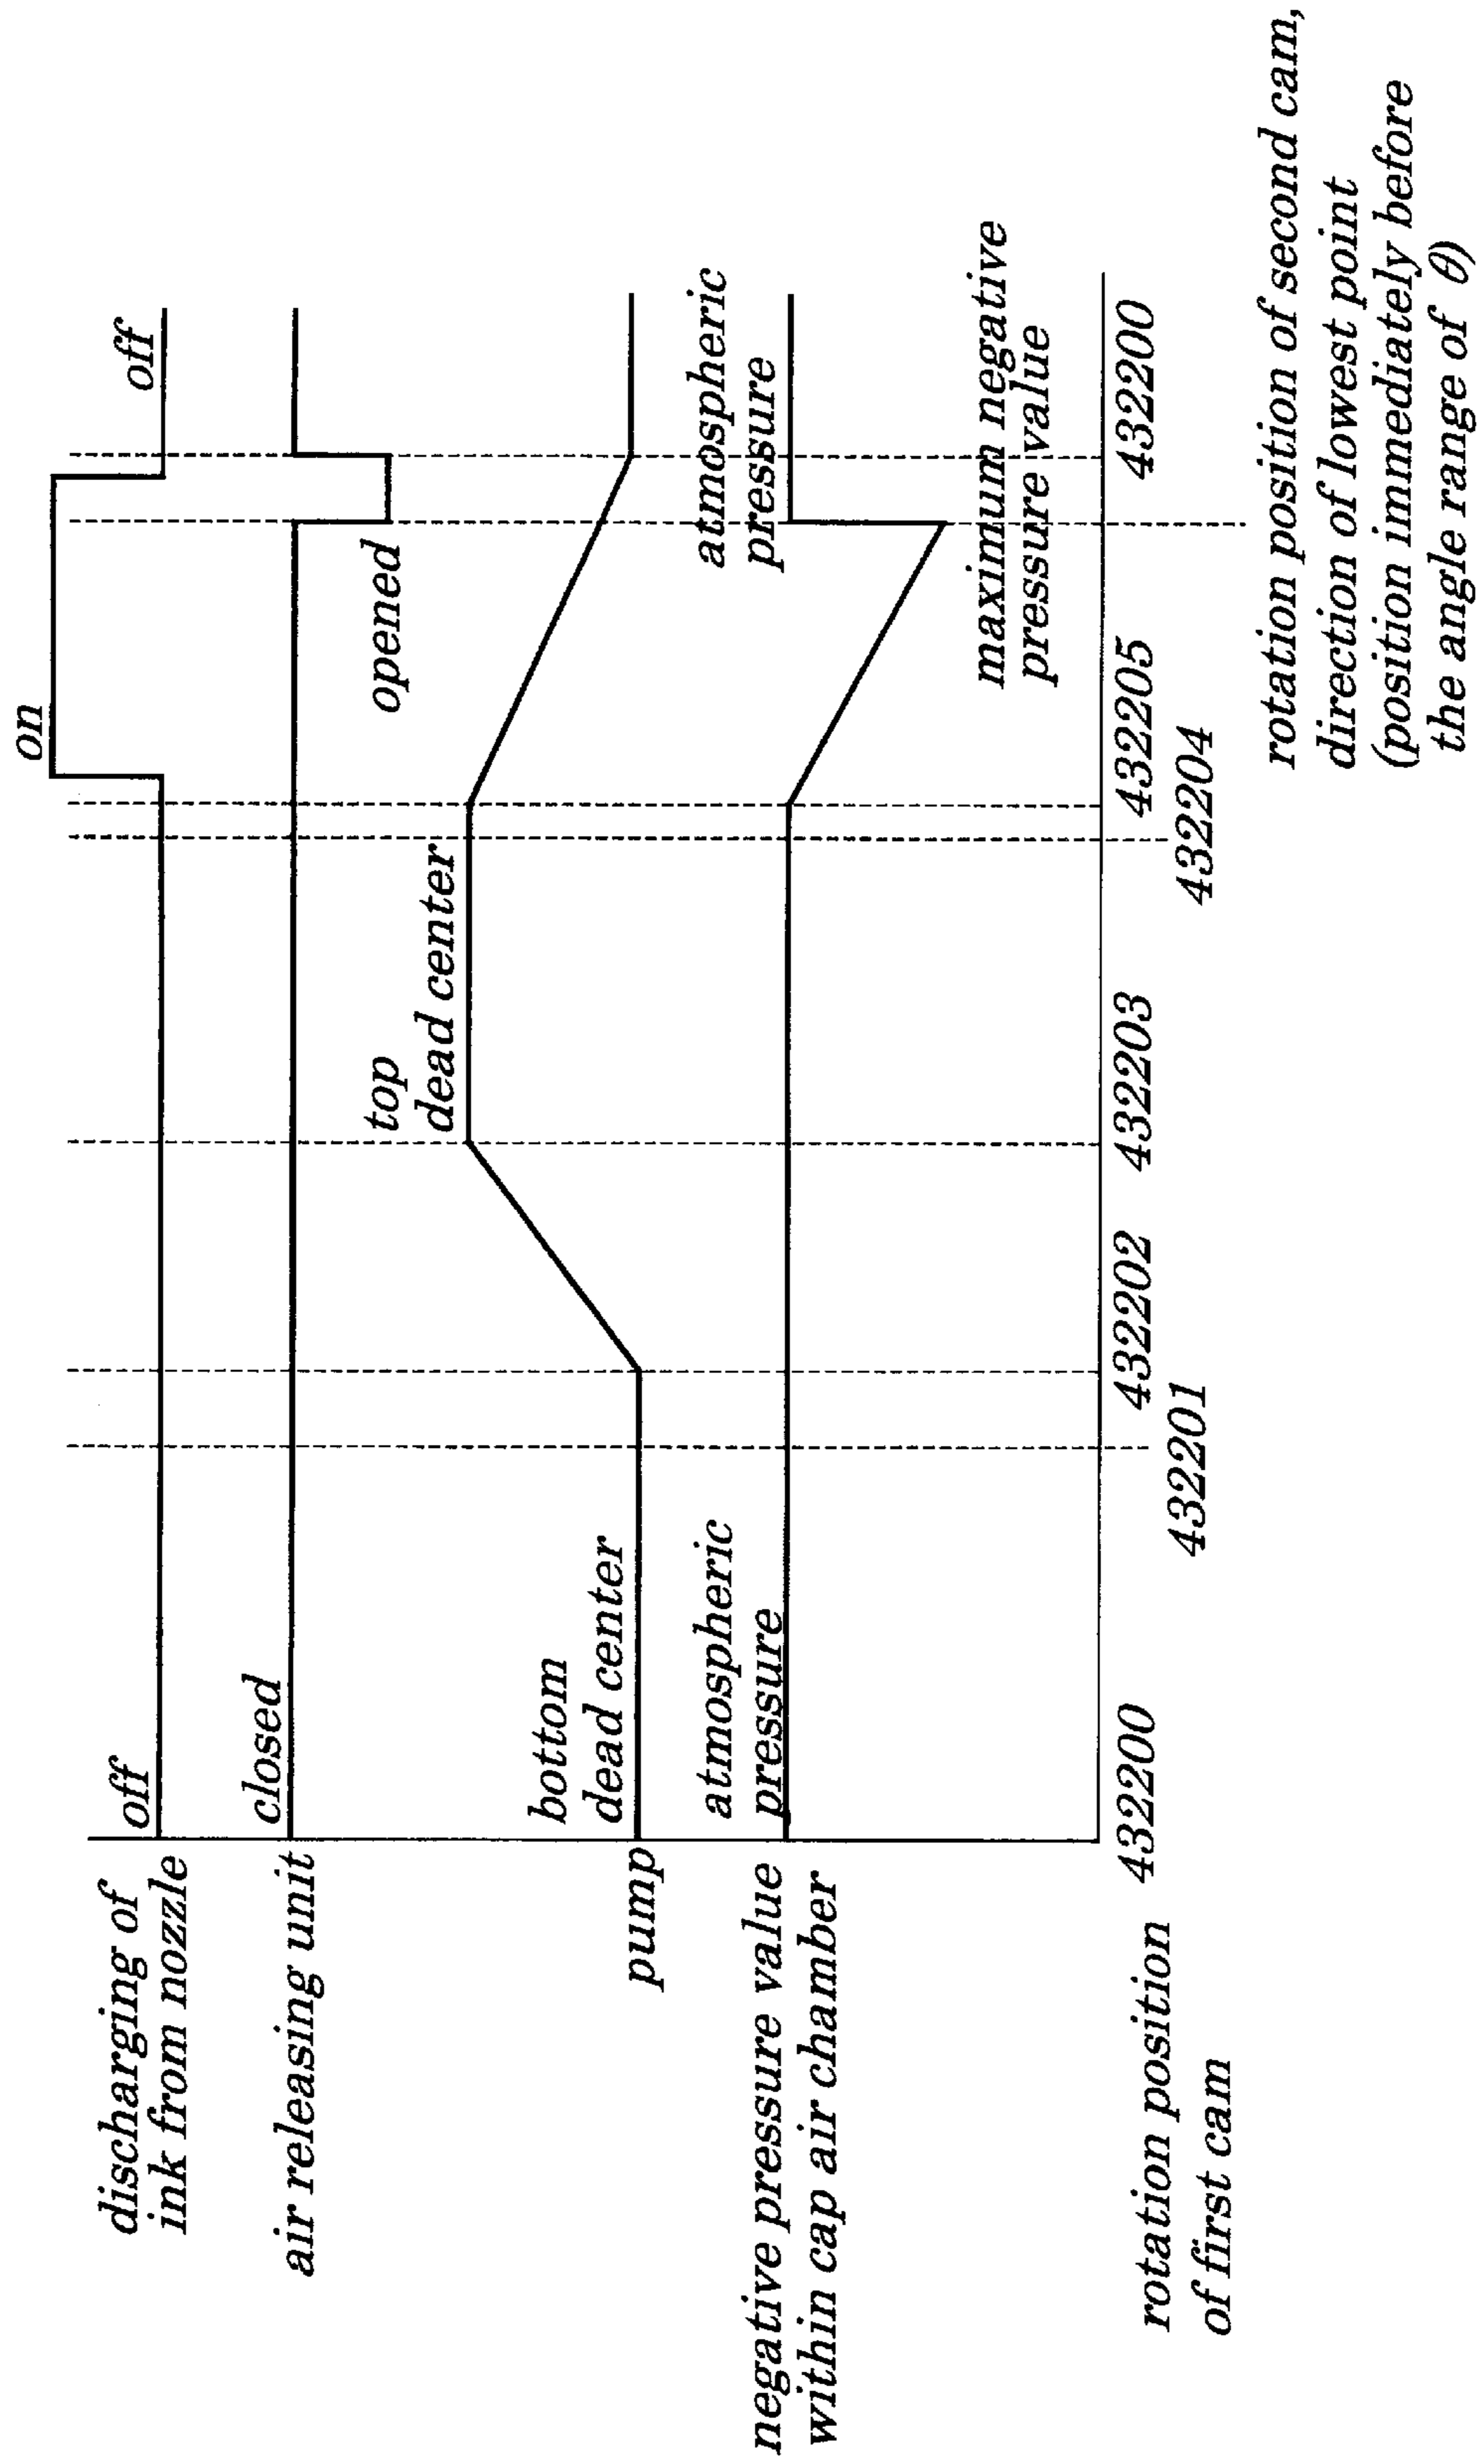 discharging of
ink from nozzle
off
on
off
air releasing unit
closed
opened
pump
bottom
dead center
top
dead center
negative pressure value
within cap air chamber
atmospheric
pressure
atmospheric
pressure
maximum negative
pressure value
rotation position
of first cam
432200
432201
432202
432203
432204
432205
432200
rotation position of second cam,
direction of lowest point
(position immediately before
the angle range of θ)